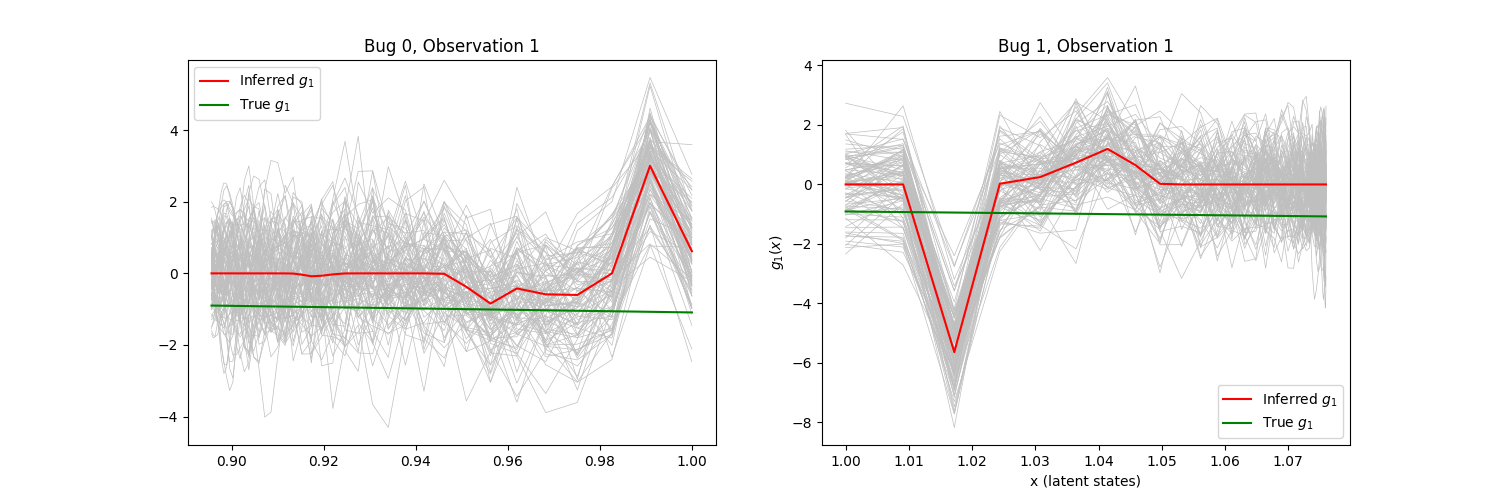 Bug 0, Observation 1
Inferred g₁
True g₁
4
2
0
−2
−4
0.90 0.92 0.94 0.96 0.98 1.00
Bug 1, Observation 1
4
2
0
−2
−4
−6
−8
g₁(x)
Inferred g₁
True g₁
1.00 1.01 1.02 1.03 1.04 1.05 1.06 1.07
x (latent states)